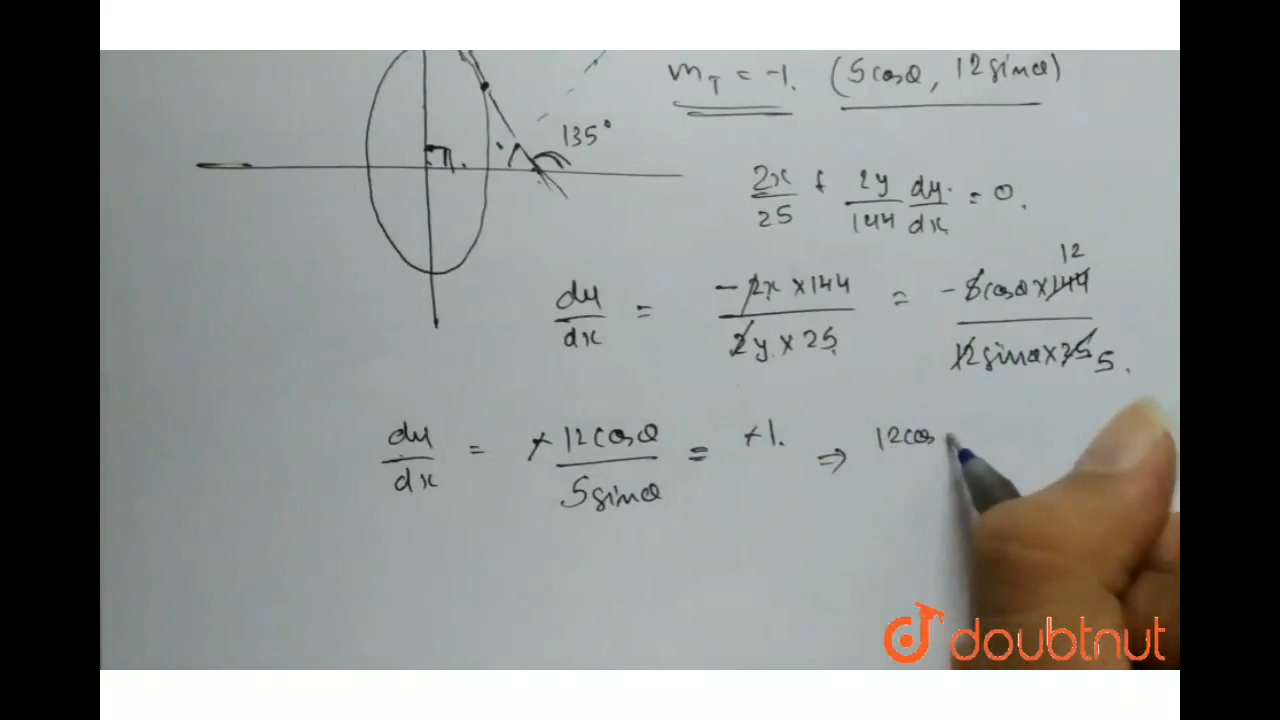 m_T = -1. (5cosθ, 12sinθ)
135°
2x/25 + 2y/144 dy/dx = 0.
12
dy/dx = -2x×144/2y×25 = -5cosθ×144/12sinθ×25 5.
dy/dx = -12cosθ/5sinθ = -1. ⇒ 12cos
doubtnut